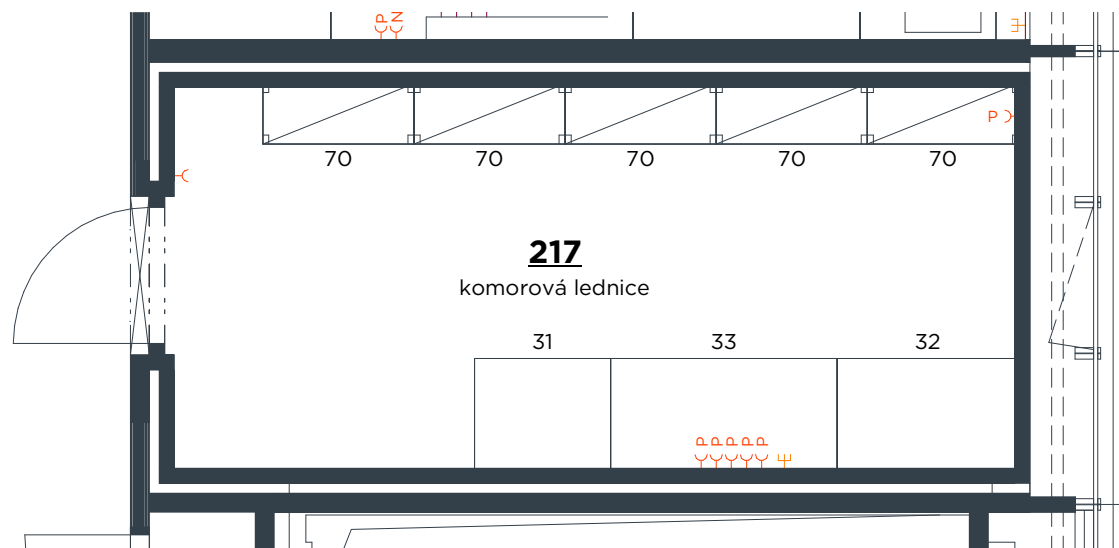 P N
P
70 70 70 70 70
217
komorová lednice
31 33 32
P P P P P